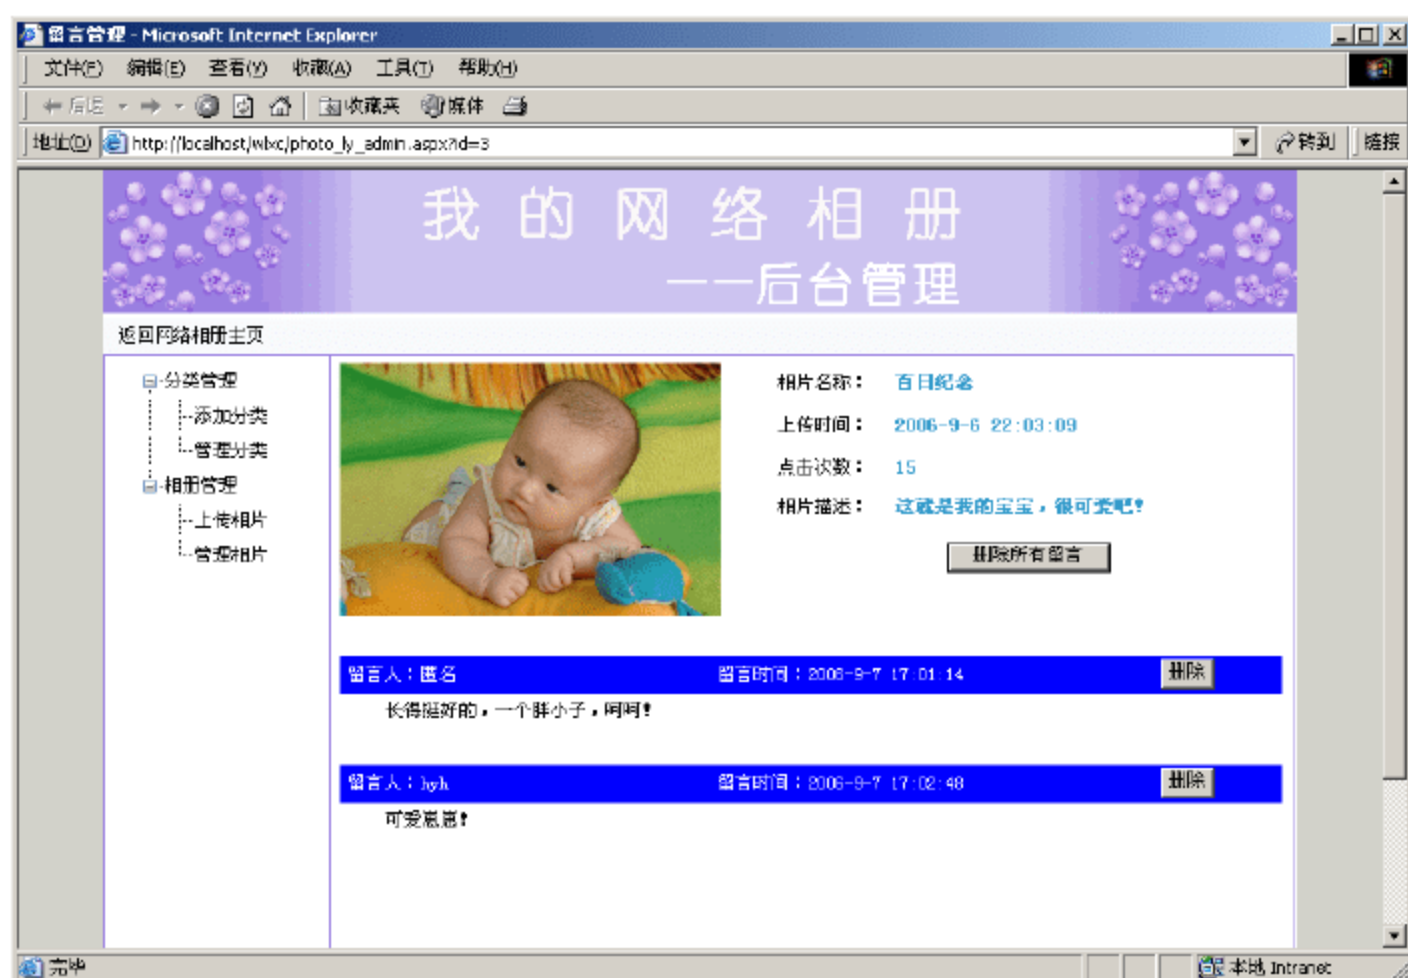 留言管理 - Microsoft Internet Explorer
文件(F) 编辑(E) 查看(V) 收藏(A) 工具(T) 帮助(H)
后退 收藏夹 媒体
地址(D) http://localhost/wlxc/photo_ly_admin.aspx?id=3 转到 链接
我的网络相册
——后台管理
返回网络相册主页
分类管理
添加分类
管理分类
相册管理
上传相片
管理相片
相片名称： 百日纪念
上传时间： 2006-9-6 22:03:09
点击次数： 15
相片描述： 这就是我的宝宝，很可爱吧！
删除所有留言
留言人：匿名 留言时间：2006-9-7 17:01:14 删除
长得挺好的，一个胖小子，呵呵！
留言人：hyh 留言时间：2006-9-7 17:02:48 删除
可爱
完毕 本地 Intranet